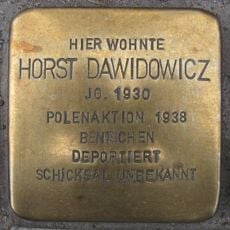 HIER WOHNTE
HORST DAWIDOWICZ
JG. 1930
POLENAKTION 1938
BENTSCHEN
DEPORTIERT
SCHICKSAL UNBEKANNT